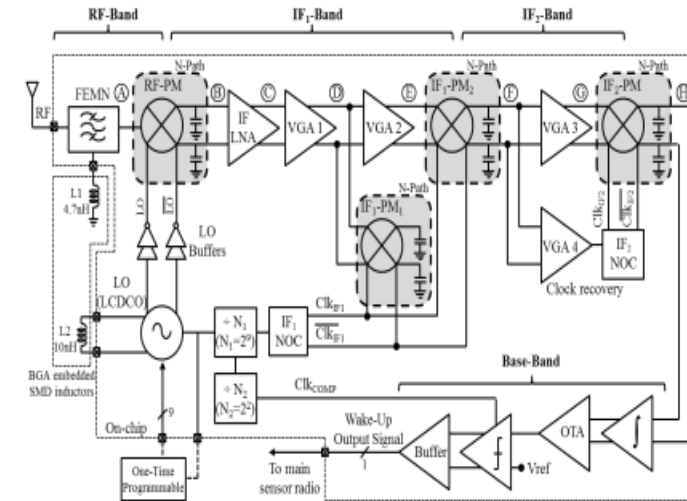 RF-Band
IF₁-Band
IF₂-Band
N-Path
N-Path
N-Path
FEMN
A
RF-PM
B
C
D
E
IF₁-PM₂
F
G
IF₂-PM
H
RF
IF
LNA
VGA 1
VGA 2
VGA 3
L1
4.7nH
LO
LO
LO
Buffers
N-Path
IF₁-PM₁
ClkIF2
ClkIF2
VGA 4
IF₂
NOC
Clock recovery
LO
(LCDCO)
L2
10nH
÷ N₁
(N₁=2⁹)
IF₁
NOC
ClkIF1
ClkIF1
BGA embedded
SMD inductors
÷ N₂
(N₂=2²)
ClkCOMP
Base-Band
9
On-chip
Wake-Up
Output Signal
1
To main
sensor radio
Buffer
Vref
OTA
∫
One-Time
Programmable